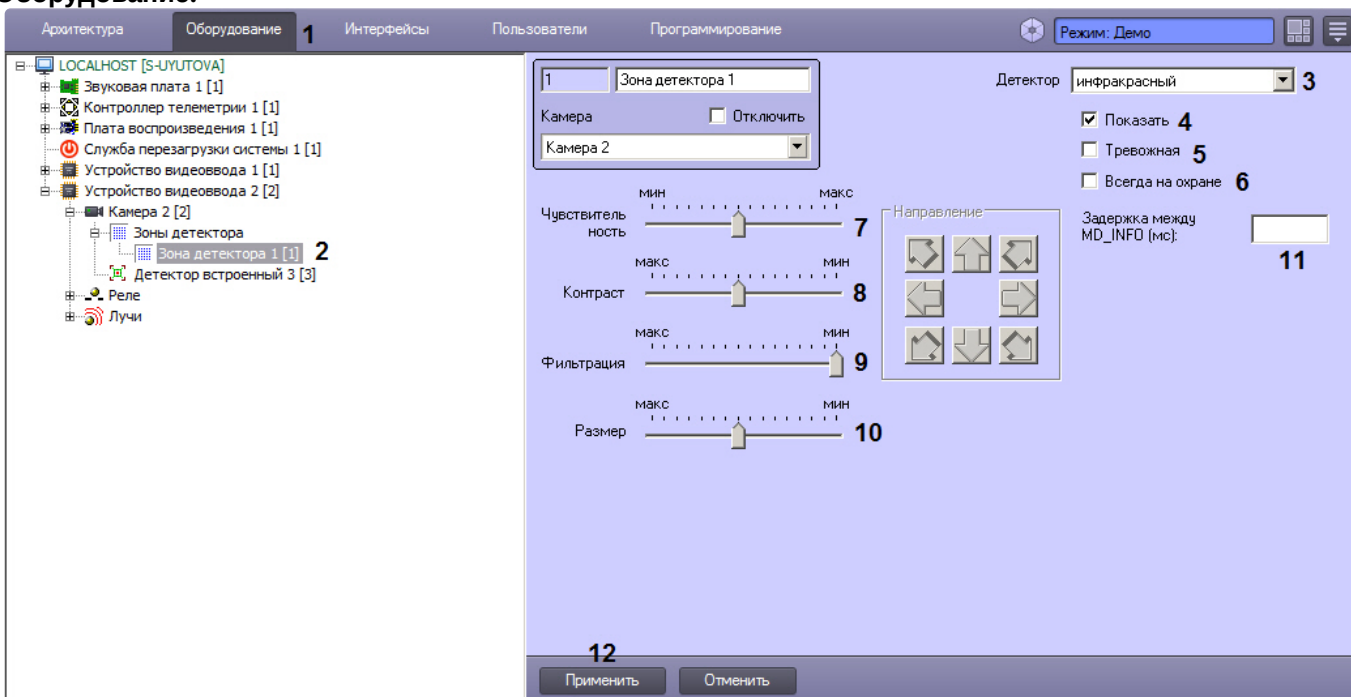 Оборудование.
Архитектура Оборудование 1 Интерфейсы Пользователи Программирование Режим: Демо
LOCALHOST [S-UYUTOVA]
Звуковая плата 1 [1]
Контроллер телеметрии 1 [1]
Плата воспроизведения 1 [1]
Служба перезагрузки системы 1 [1]
Устройство видеоввода 1 [1]
Устройство видеоввода 2 [2]
Камера 2 [2]
Зоны детектора
Зона детектора 1 [1] 2
Детектор встроенный 3 [3]
Реле
Лучи
1 Зона детектора 1
Камера Отключить
Камера 2
Детектор инфракрасный 3
Показать 4
Тревожная 5
Всегда на охране 6
Задержка между
MD_INFO (мс):
11
мин макс
Чувствитель
ность 7
макс мин
Контраст 8
макс мин
Фильтрация 9
макс мин
Размер 10
Направление
12
Применить Отменить